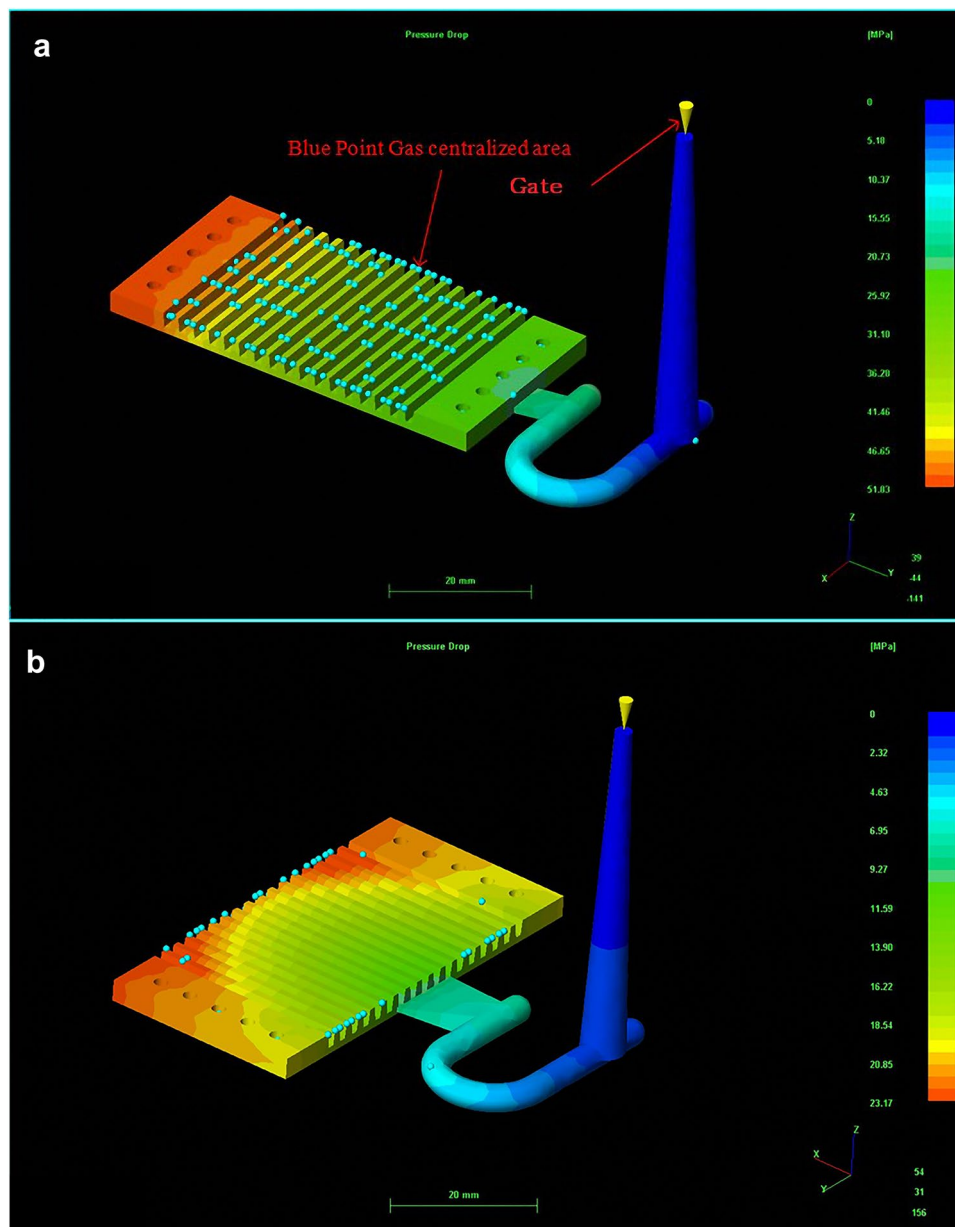 a
Pressure Drop
[MPa]
0
5.18
10.37
15.55
20.73
25.92
31.10
36.28
41.46
46.65
51.83
Blue Point Gas centralized area
Gate
20 mm
Z
X
Y
39
-44
-141
b
Pressure Drop
[MPa]
0
2.32
4.63
6.95
9.27
11.59
13.90
16.22
18.54
20.85
23.17
20 mm
Z
X
Y
54
31
156